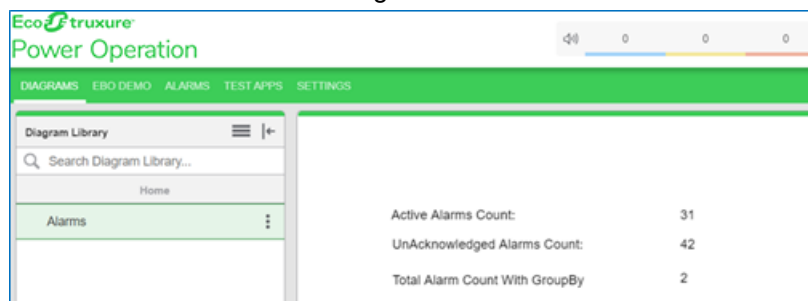 EcoStruxure
Power Operation
0 0 0
DIAGRAMS EBO DEMO ALARMS TEST APPS SETTINGS
Diagram Library
Search Diagram Library...
Home
Alarms
Active Alarms Count: 31
UnAcknowledged Alarms Count: 42
Total Alarm Count With GroupBy 2